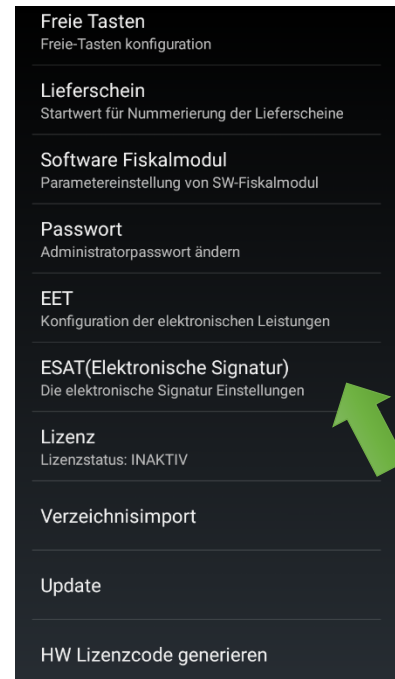 Freie Tasten
Freie-Tasten konfiguration
Lieferschein
Startwert für Nummerierung der Lieferscheine
Software Fiskalmodul
Parametereinstellung von SW-Fiskalmodul
Passwort
Administratorpasswort ändern
EET
Konfiguration der elektronischen Leistungen
ESAT(Elektronische Signatur)
Die elektronische Signatur Einstellungen
Lizenz
Lizenzstatus: INAKTIV
Verzeichnisimport
Update
HW Lizenzcode generieren